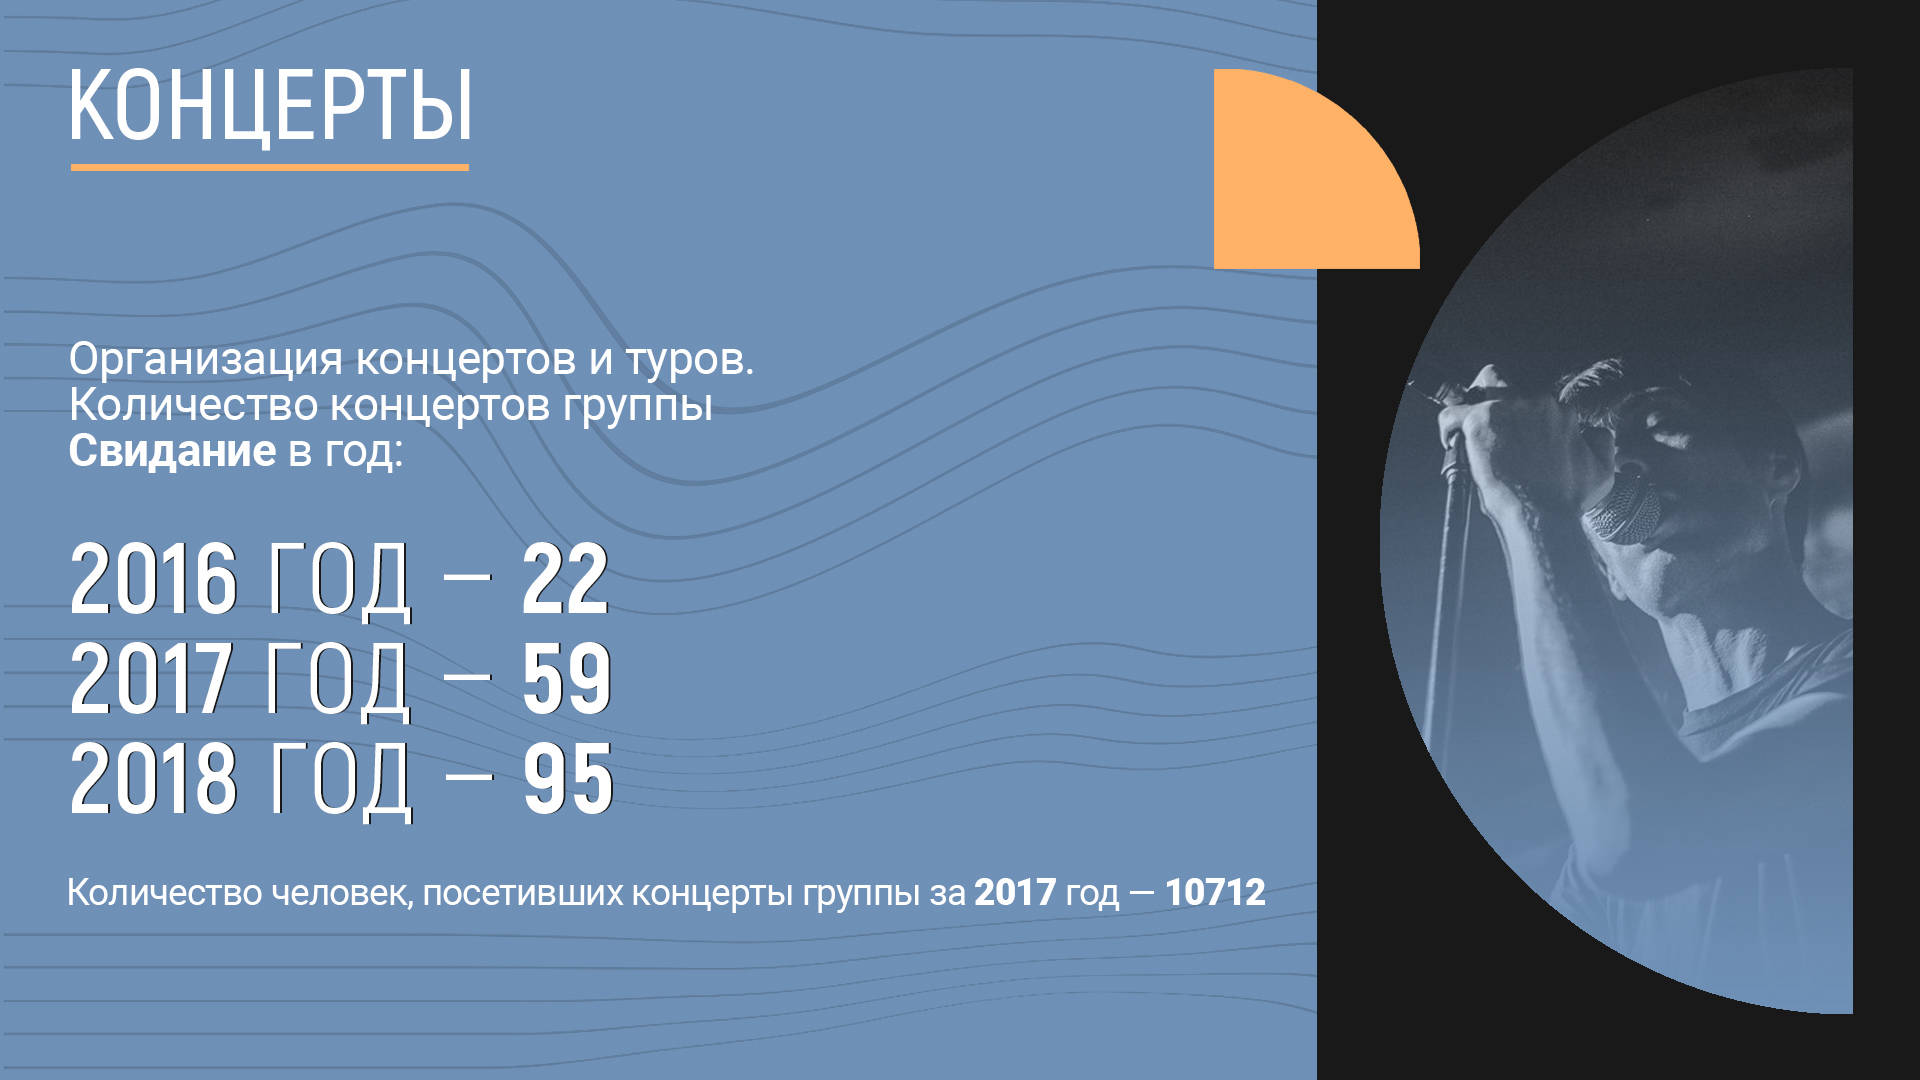 КОНЦЕРТЫ
Организация концертов и туров.
Количество концертов группы
Свидание в год:
2016 ГОД — 22
2017 ГОД — 59
2018 ГОД — 95
Количество человек, посетивших концерты группы за 2017 год — 10712